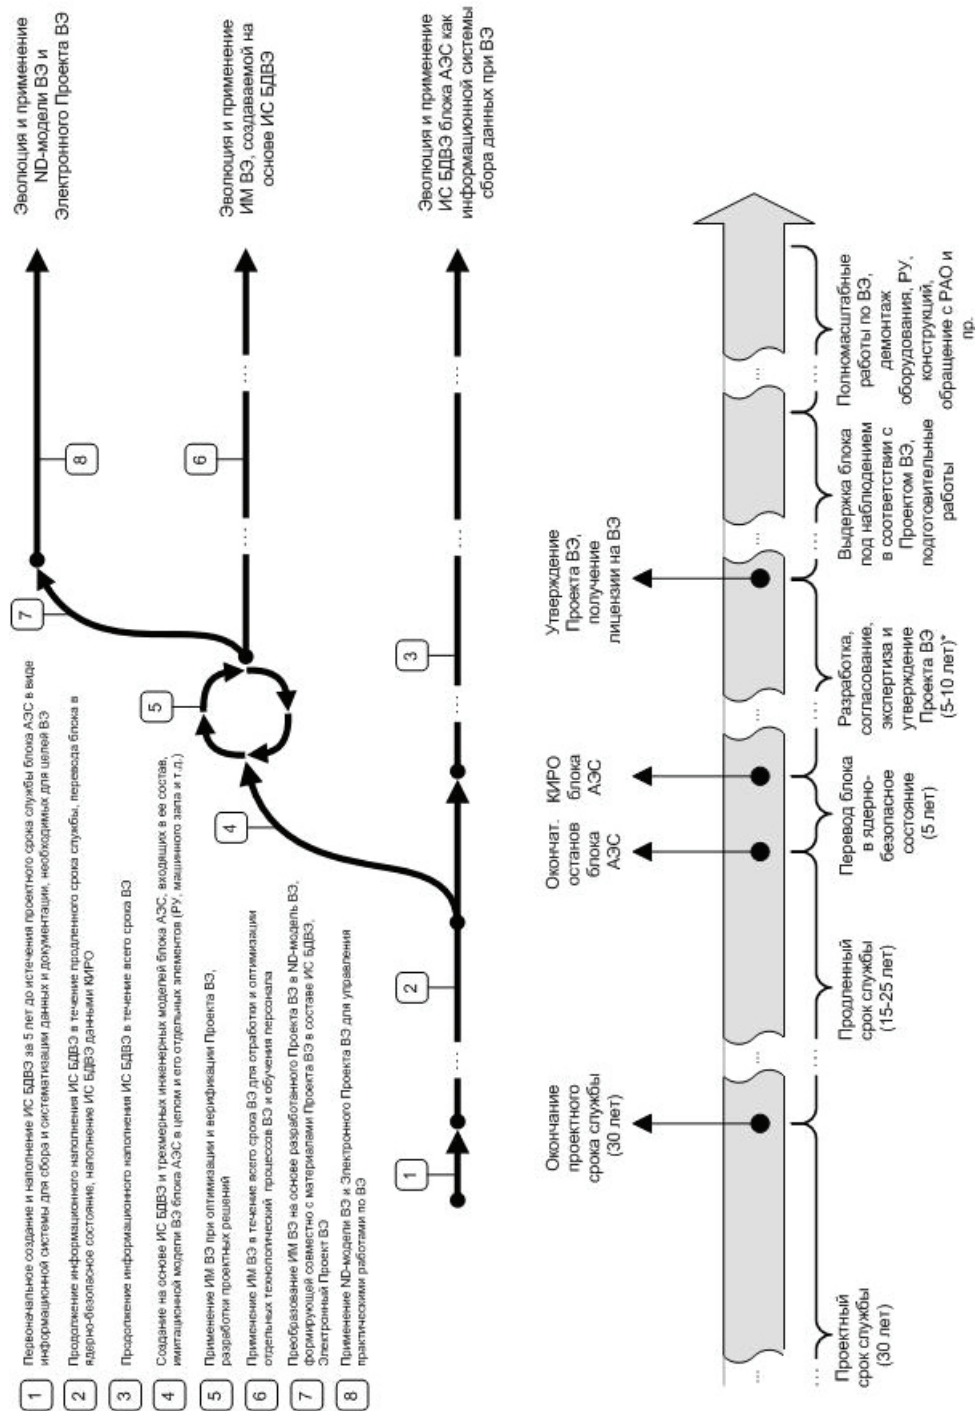 1
Первоначальное создание и наполнение ИС БДВЭ за 5 лет до истечения проектного срока службы блока АЭС в виде
информационной системы для сбора и систематизации данных и документации, необходимых для целей ВЭ
2
Продолжение информационного наполнения ИС БДВЭ в течение продленного срока службы, перевода блока в
ядерно-безопасное состояние, наполнение ИС БДВЭ данными КИРО
3
Продолжение информационного наполнения ИС БДВЭ в течение всего срока ВЭ
4
Создание на основе ИС БДВЭ и трехмерных инженерных моделей блока АЭС, входящих в ее состав,
имитационной модели ВЭ блока АЭС в целом и его отдельных элементов (РУ, машинного зала и т.д.)
5
Применение ИМ ВЭ при оптимизации и верификации Проекта ВЭ,
разработки проектных решений
6
Применение ИМ ВЭ в течение всего срока ВЭ для отработки и оптимизации
отдельных технологический процессов ВЭ и обучения персонала
7
Преобразование ИМ ВЭ на основе разработанного Проекта ВЭ в ND-модель ВЭ,
формирующей совместно с материалами Проекта ВЭ в составе ИС БДВЭ,
Электронный Проект ВЭ
8
Применение ND-модели ВЭ и Электронного Проекта ВЭ для управления
практическими работами по ВЭ
7
8
Эволюция и применение
ND-модели ВЭ и
Электронного Проекта ВЭ
4
5
6
...
...
Эволюция и применение
ИМ ВЭ, создаваемой на
основе ИС БДВЭ
1
...
2
...
3
...
...
Эволюция и применение
ИС БДВЭ блока АЭС как
информационной системы
сбора данных при ВЭ
Окончание
проектного
срока службы
(30 лет)
Окончат.
останов
блока
АЭС
КИРО
блока
АЭС
Утверждение
Проекта ВЭ,
получение
лицензии на ВЭ
...
...
...
...
...
...
...
...
...
...
Проектный
срок службы
(30 лет)
Продленный
срок службы
(15-25 лет)
Перевод блока
в ядерно-
безопасное
состояние
(5 лет)
Разработка,
согласование,
экспертиза и
утверждение
Проекта ВЭ
(5-10 лет)*
Выдержка блока
под наблюдением
в соответствии с
Проектом ВЭ,
подготовительные
работы
Полномасштабные
работы по ВЭ,
демонтаж
оборудования, РУ,
конструкций,
обращение с РАО и
пр.